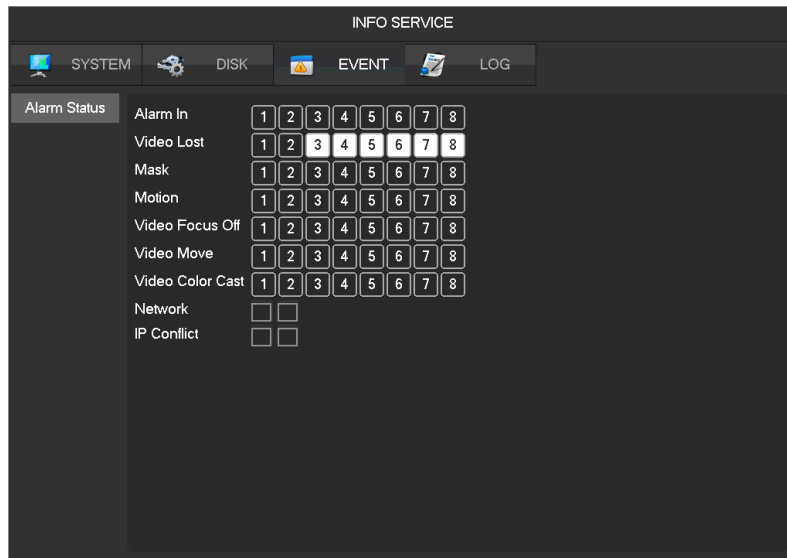 INFO SERVICE
SYSTEM DISK EVENT LOG
Alarm Status
Alarm In 1 2 3 4 5 6 7 8
Video Lost 1 2 3 4 5 6 7 8
Mask 1 2 3 4 5 6 7 8
Motion 1 2 3 4 5 6 7 8
Video Focus Off 1 2 3 4 5 6 7 8
Video Move 1 2 3 4 5 6 7 8
Video Color Cast 1 2 3 4 5 6 7 8
Network
IP Conflict